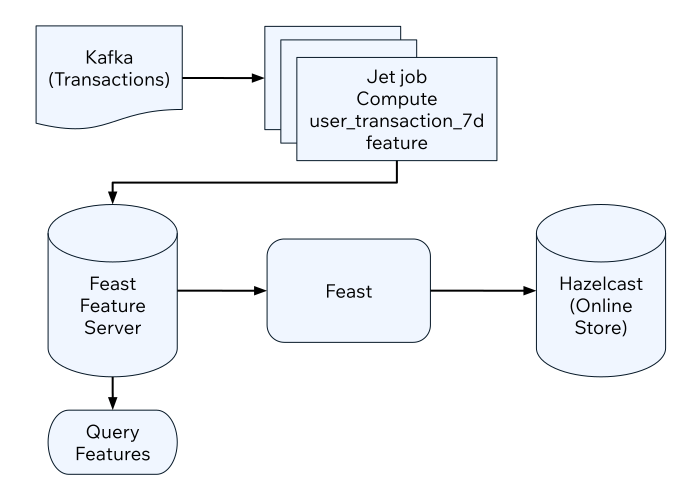 Kafka
(Transactions)
Jet job
Compute
user_transaction_7d
feature
Feast
Feature
Server
Feast
Hazelcast
(Online
Store)
Query
Features